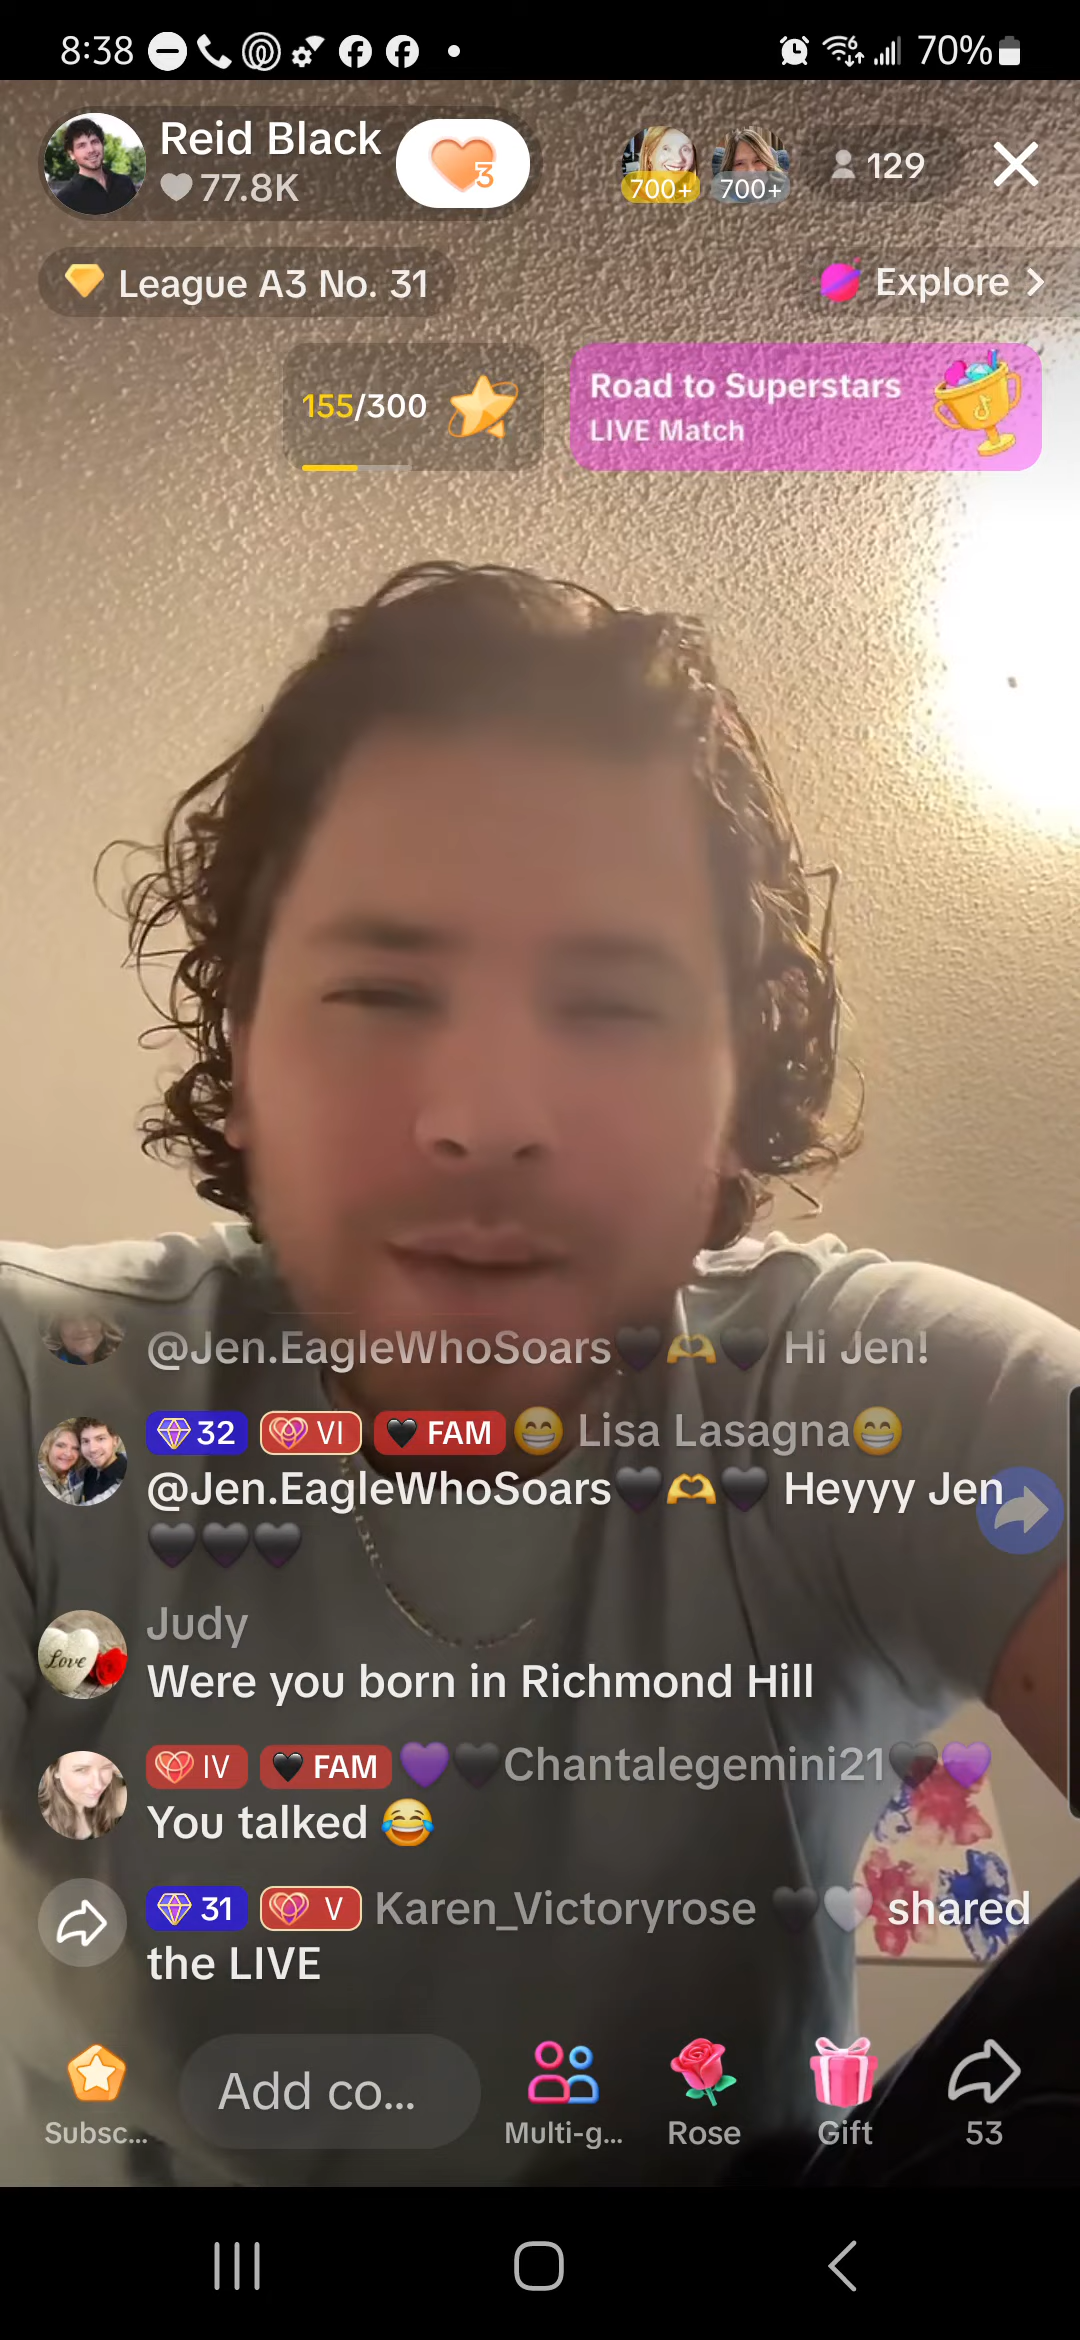 8:38
70%
Reid Black
77.8K
3
700+
700+
129
League A3 No. 31
Explore
155/300
Road to Superstars
LIVE Match
@Jen.EagleWhoSoars🖤🫶🖤 Hi Jen!
32 VI 🖤 FAM 😁 Lisa Lasagna😁
@Jen.EagleWhoSoars🖤🫶🖤 Heyyy Jen
🖤🖤🖤
Love
Judy
Were you born in Richmond Hill
IV 🖤 FAM 💜🖤Chantalegemini21🖤💜
You talked 😂
31 V Karen_Victoryrose 🖤🤍 shared
the LIVE
Add co...
Subsc...
Multi-g...
Rose
Gift
53